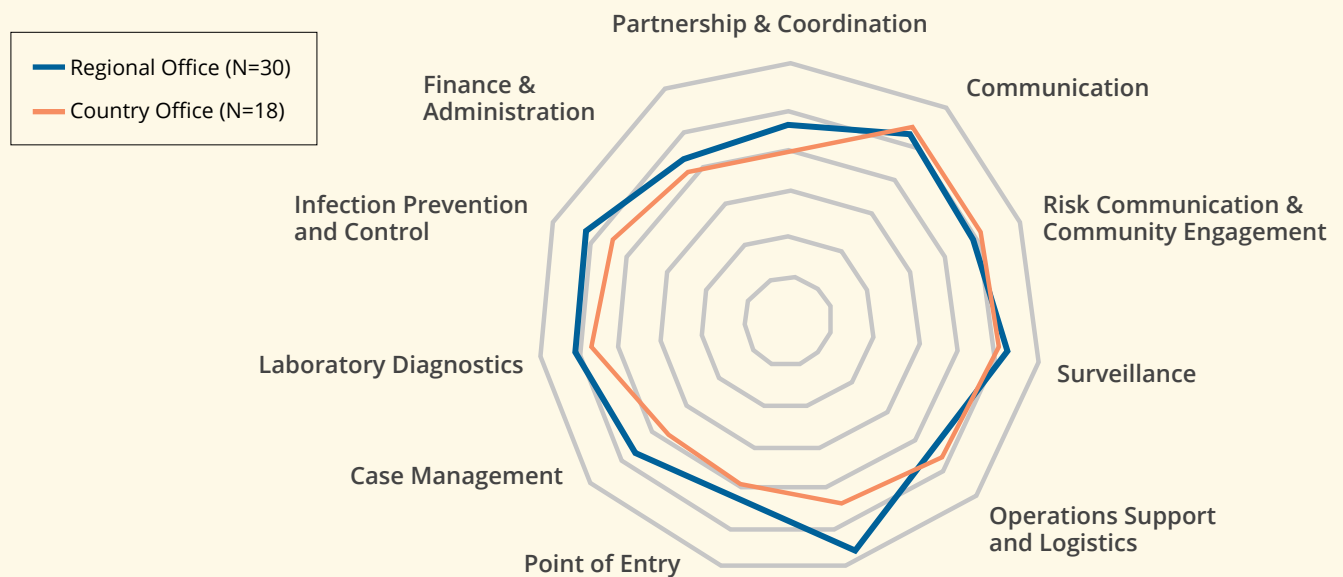 Partnership & Coordination
Regional Office (N=30)
Country Office (N=18)
Finance &
Administration
Communication
Infection Prevention
and Control
Risk Communication &
Community Engagement
Laboratory Diagnostics
Surveillance
Case Management
Operations Support
and Logistics
Point of Entry